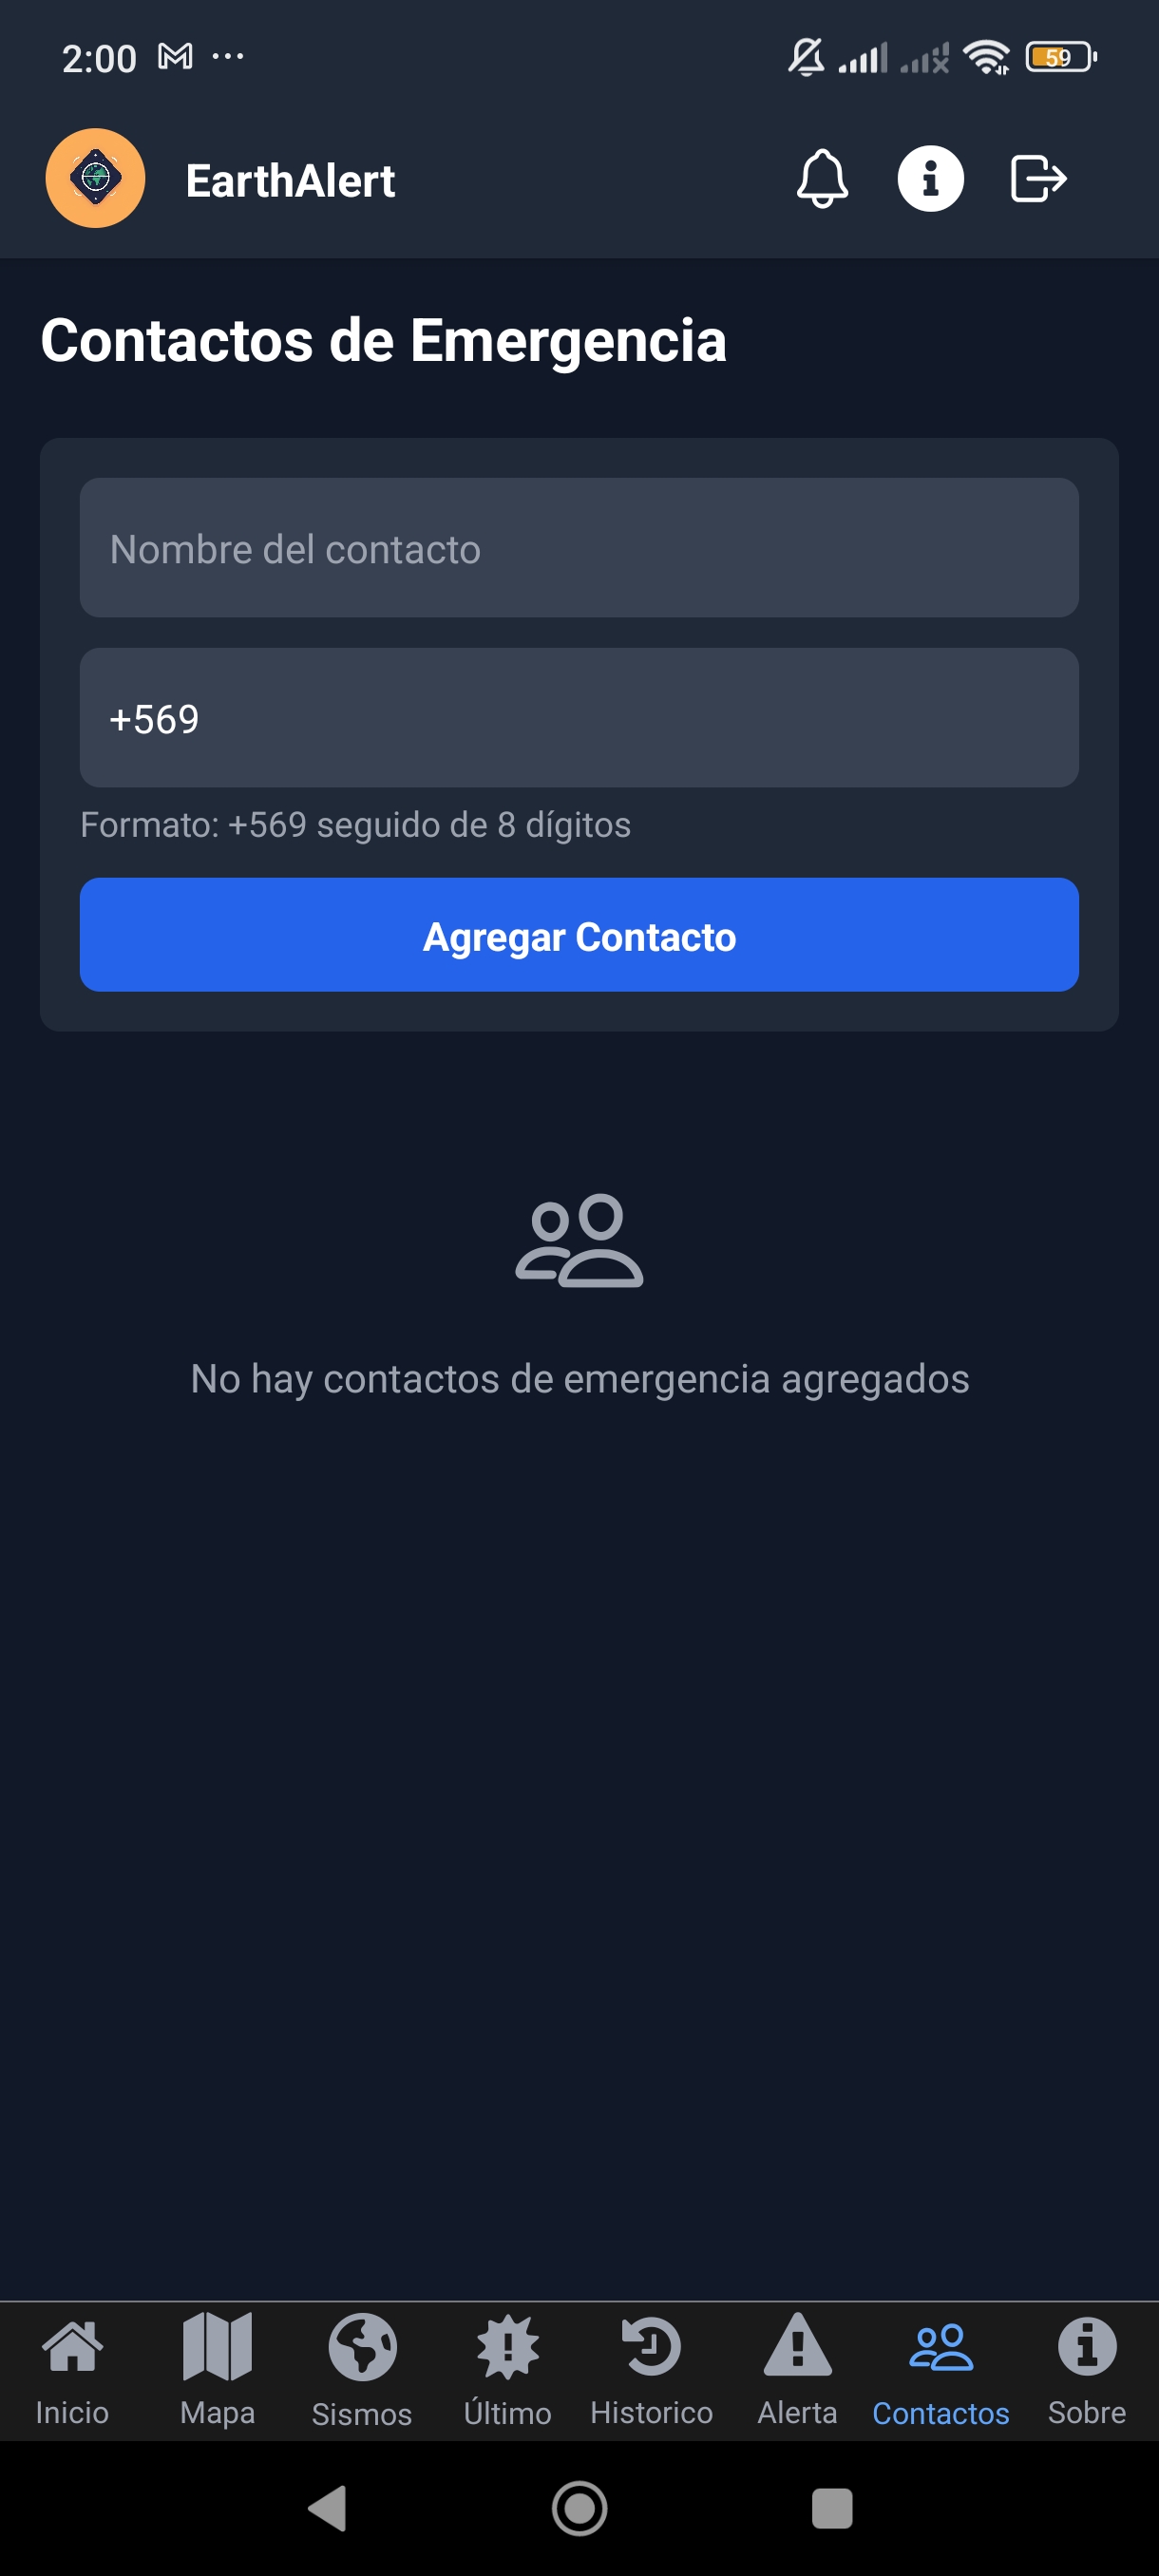 2:00
59
EarthAlert
Contactos de Emergencia
Nombre del contacto
+569
Formato: +569 seguido de 8 dígitos
Agregar Contacto
No hay contactos de emergencia agregados
Inicio Mapa Sismos Último Historico Alerta Contactos Sobre